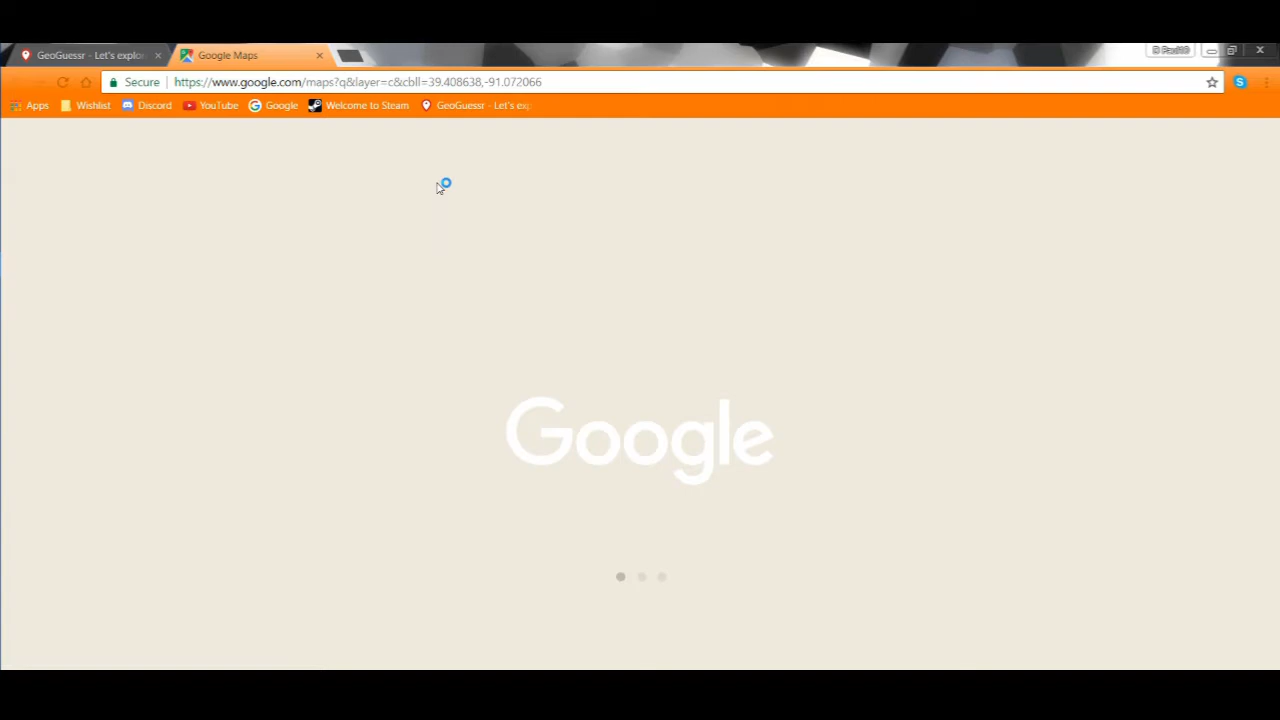 GeoGuessr - Let's explo
Google Maps
Secure
https://www.google.com/maps?q&layer=c&cbll=39.408638,-91.072066
Apps
Wishlist
Discord
YouTube
Google
Welcome to Steam
GeoGuessr - Let's exp
Google